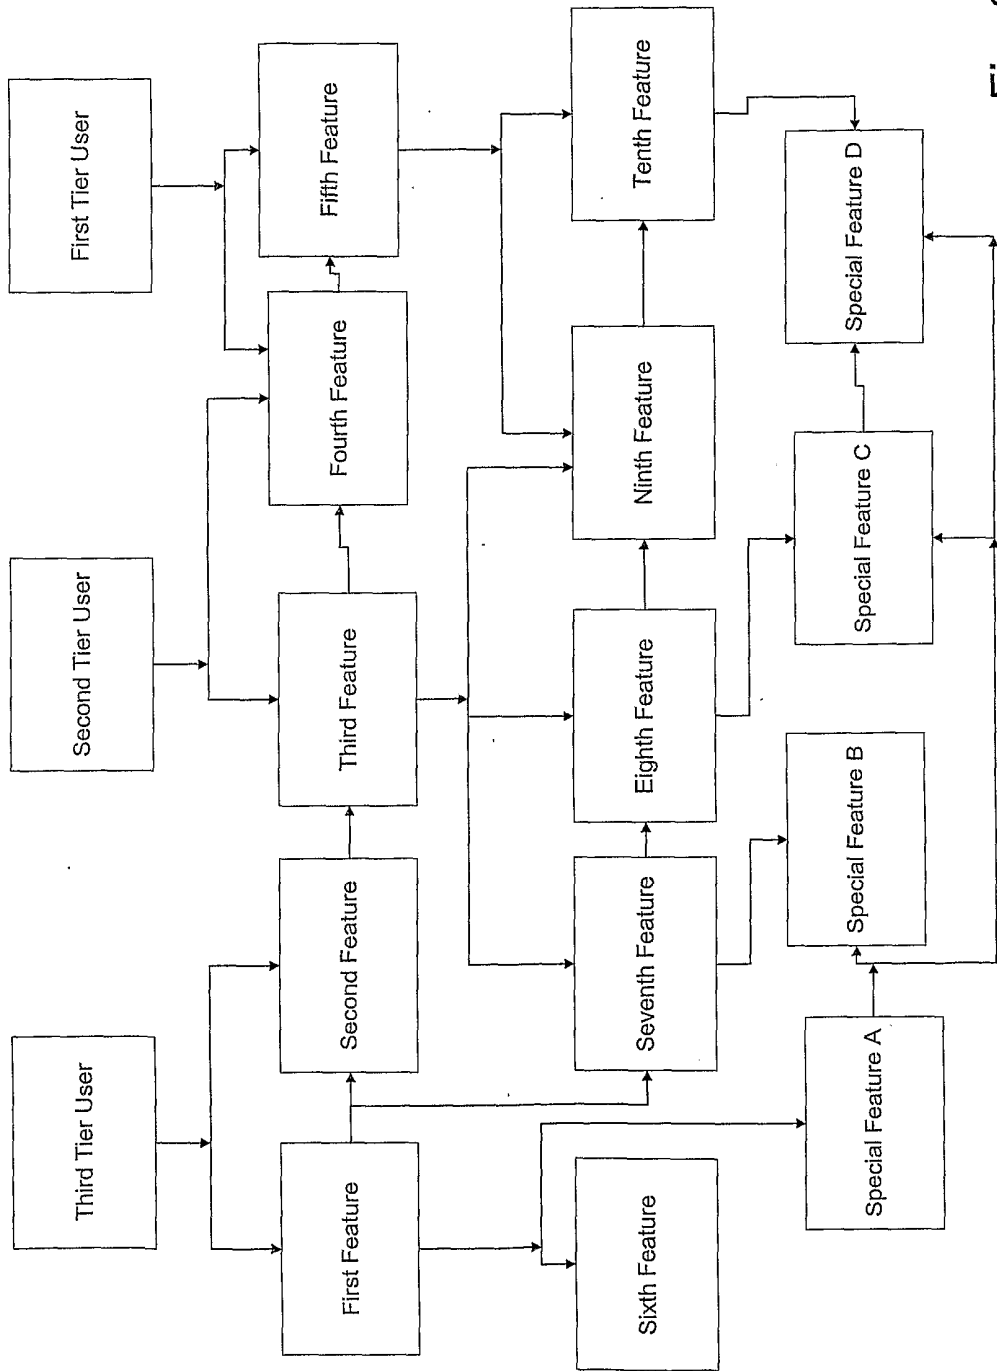 Third Tier User
Second Tier User
First Tier User
First Feature
Second Feature
Third Feature
Fourth Feature
Fifth Feature
Sixth Feature
Seventh Feature
Eighth Feature
Ninth Feature
Tenth Feature
Special Feature A
Special Feature B
Special Feature C
Special Feature D